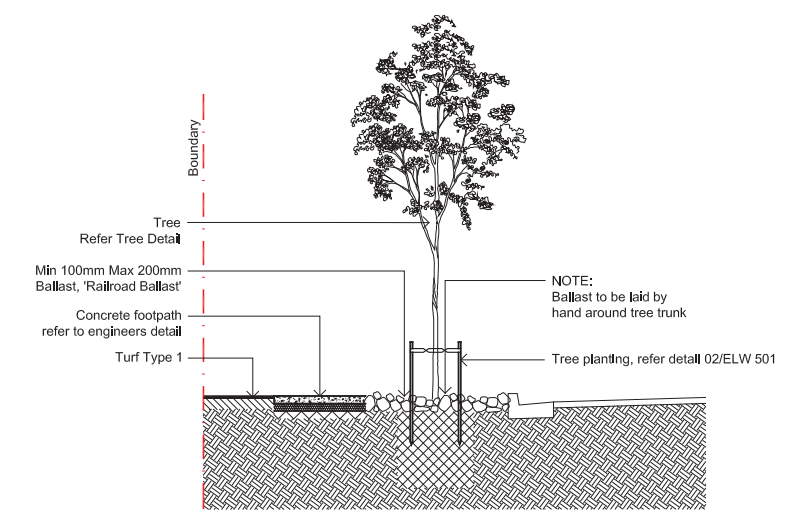 Boundary
Tree
Refer Tree Detail
Min 100mm Max 200mm
Ballast, 'Railroad Ballast'
Concrete footpath
refer to engineers detail
Turf Type 1
NOTE:
Ballast to be laid by
hand around tree trunk
Tree planting, refer detail 02/ELW 501